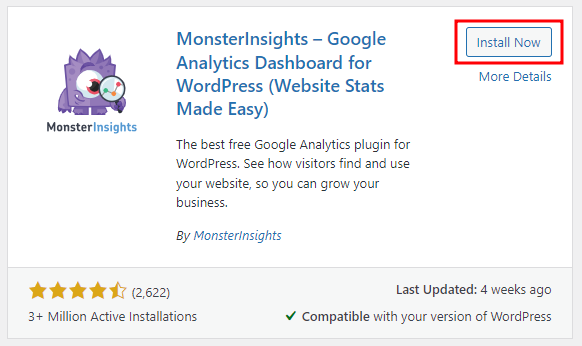 MonsterInsights – Google
Analytics Dashboard for
WordPress (Website Stats
Made Easy)
Install Now
More Details
MonsterInsights
The best free Google Analytics plugin for
WordPress. See how visitors find and use
your website, so you can grow your
business.
By MonsterInsights
(2,622)
3+ Million Active Installations
Last Updated: 4 weeks ago
Compatible with your version of WordPress